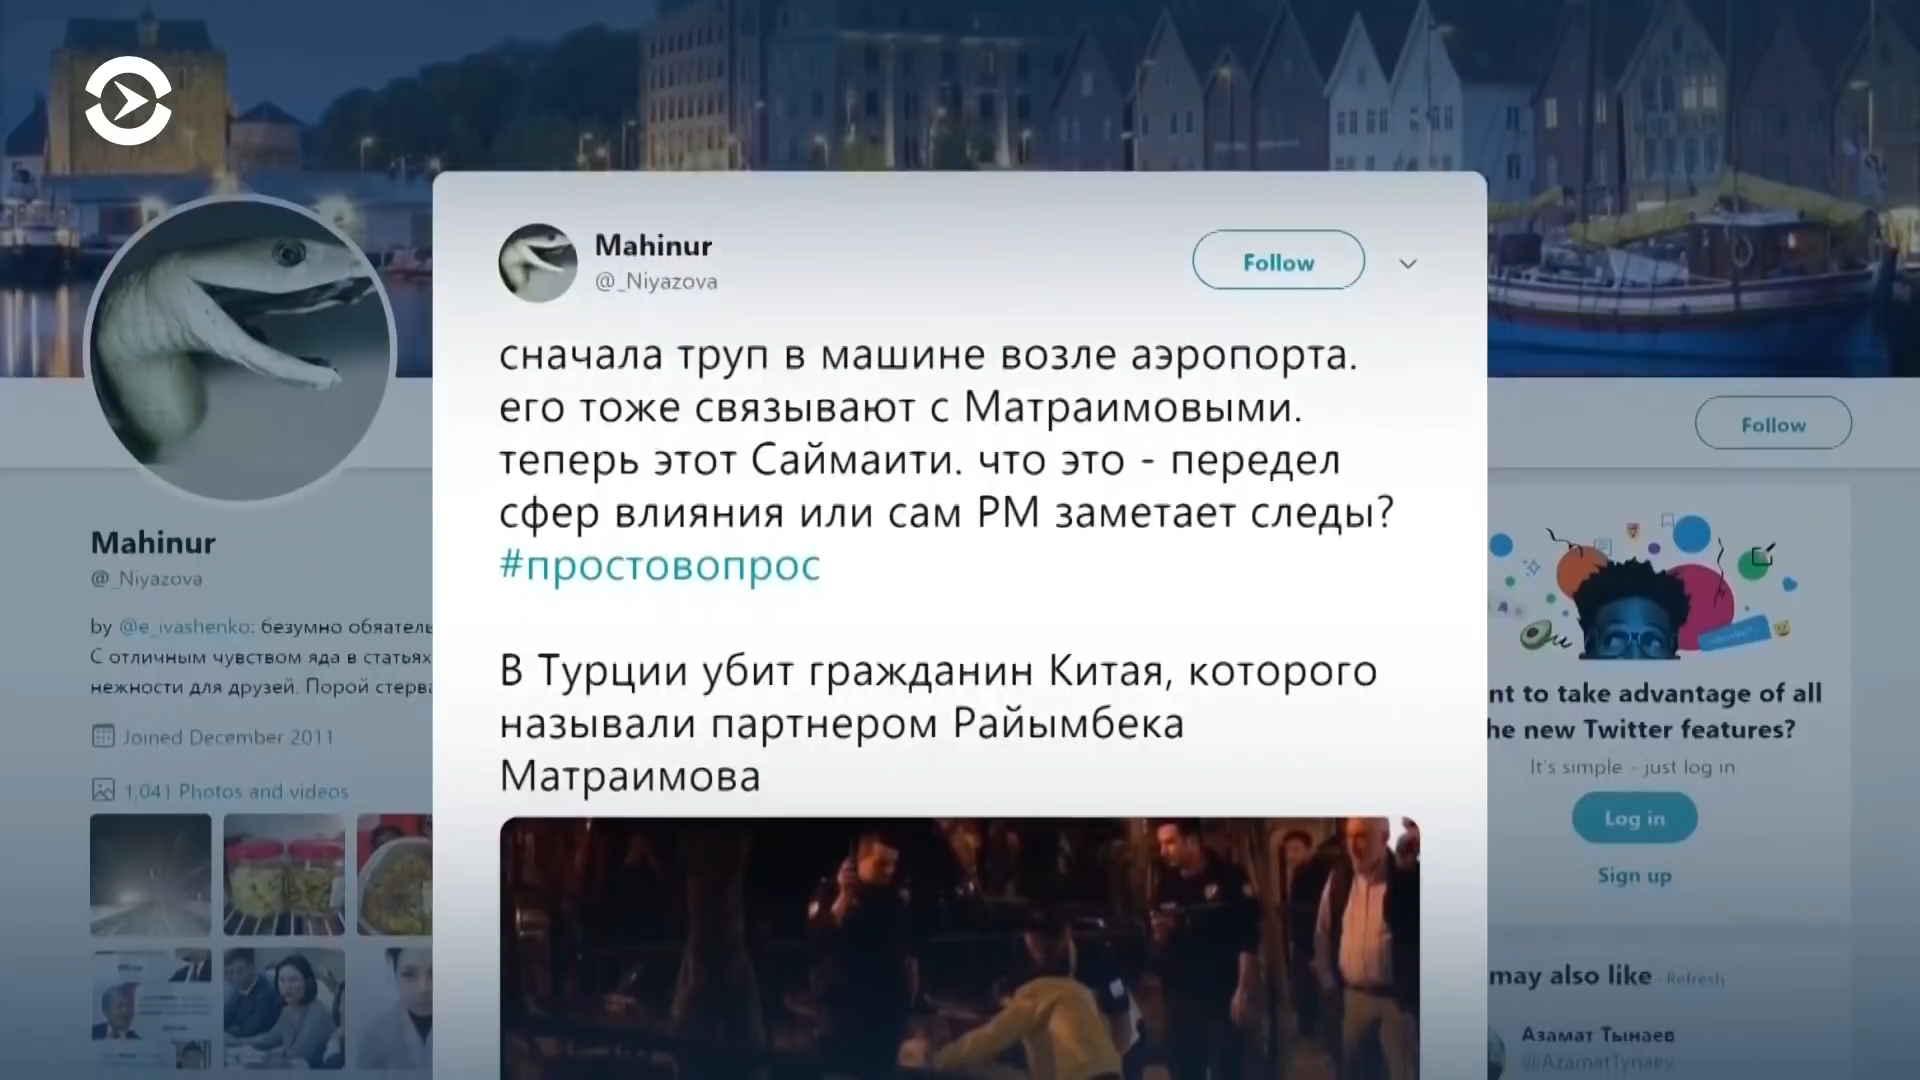 Mahinur
@_Niyazova
Follow
сначала труп в машине возле аэропорта.
его тоже связывают с Матраимовыми.
теперь этот Саймаити. что это - передел
сфер влияния или сам РМ заметает следы?
#простовопрос
В Турции убит гражданин Китая, которого
называли партнером Райымбека
Матраимова
Mahinur
@_Niyazova
by @e_ivashenko: безумно обятель
С отличным чувством яда в статьях
нежности для друзей. Порой стерва
Joined December 2011
1,041 Photos and videos
Follow
nt to take advantage of all
he new Twitter features?
It's simple - just log in.
Log in
Sign up
may also like - Refresh
Азамат Тынаев
@AzamatTynaev